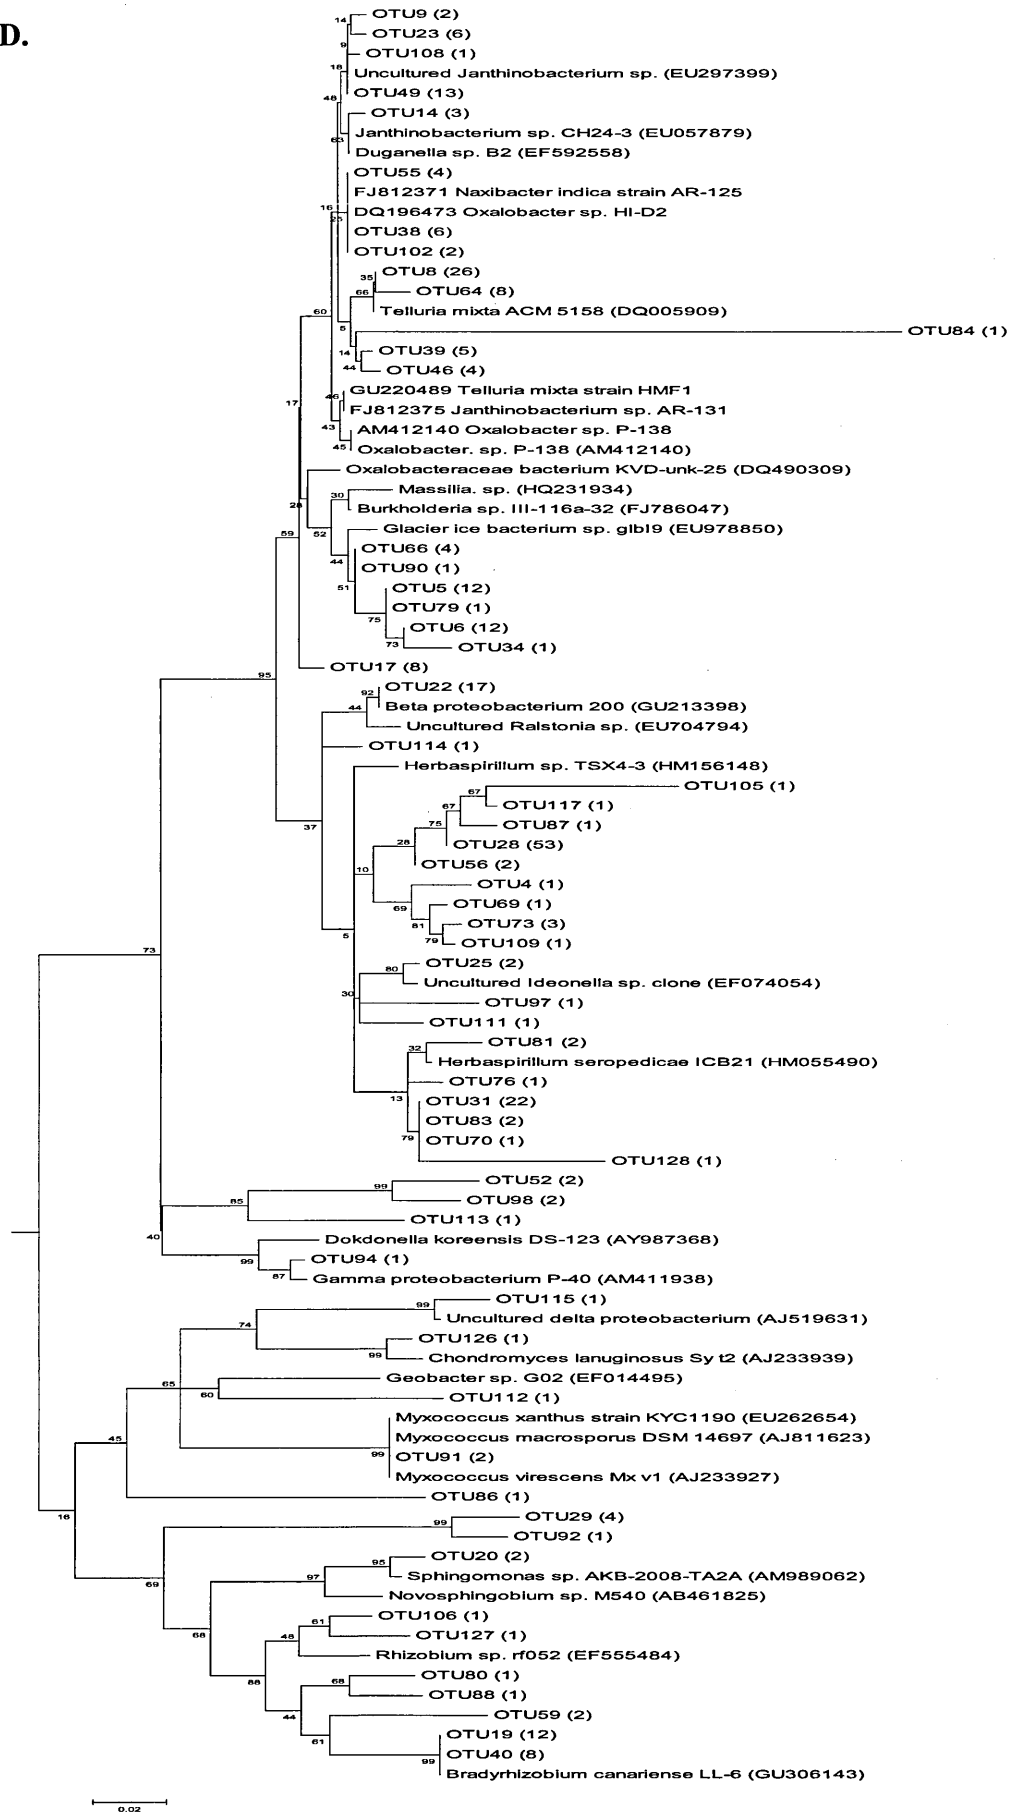 D.
OTU9 (2)
14
OTU23 (6)
9
OTU108 (1)
18
Uncultured Janthinobacterium sp. (EU297399)
OTU49 (13)
48
OTU14 (3)
Janthinobacterium sp. CH24-3 (EU057879)
63
Duganella sp. B2 (EF592558)
OTU55 (4)
FJ812371 Naxibacter indica strain AR-125
16
DQ196473 Oxalobacter sp. HI-D2
25
OTU38 (6)
OTU102 (2)
OTU8 (26)
35
OTU64 (8)
66
Telluria mixta ACM 5158 (DQ005909)
60
5
OTU84 (1)
OTU39 (5)
14
OTU46 (4)
44
GU220489 Telluria mixta strain HMF1
46
17
FJ812375 Janthinobacterium sp. AR-131
AM412140 Oxalobacter sp. P-138
43
Oxalobacter. sp. P-138 (AM412140)
45
Oxalobacteraceae bacterium KVD-unk-25 (DQ490309)
Massilia. sp. (HQ231934)
30
28
Burkholderia sp. III-116a-32 (FJ786047)
Glacier ice bacterium sp. glbl9 (EU978850)
59
52
OTU66 (4)
44
OTU90 (1)
51
OTU5 (12)
OTU79 (1)
75
OTU6 (12)
73
OTU34 (1)
OTU17 (8)
95
OTU22 (17)
92
Beta proteobacterium 200 (GU213398)
44
Uncultured Ralstonia sp. (EU704794)
OTU114 (1)
Herbaspirillum sp. TSX4-3 (HM156148)
OTU105 (1)
67
OTU117 (1)
67
OTU87 (1)
75
37
OTU28 (53)
28
OTU56 (2)
10
OTU4 (1)
OTU69 (1)
69
OTU73 (3)
81
5
OTU109 (1)
79
73
OTU25 (2)
80
Uncultured Ideonella sp. clone (EF074054)
30
OTU97 (1)
OTU111 (1)
OTU81 (2)
32
Herbaspirillum seropedicae ICB21 (HM055490)
OTU76 (1)
13
OTU31 (22)
OTU83 (2)
79
OTU70 (1)
OTU128 (1)
OTU52 (2)
99
OTU98 (2)
85
OTU113 (1)
40
Dokdonella koreensis DS-123 (AY987368)
OTU94 (1)
99
87
Gamma proteobacterium P-40 (AM411938)
OTU115 (1)
99
Uncultured delta proteobacterium (AJ519631)
74
OTU126 (1)
99
Chondromyces lanuginosus Sy t2 (AJ233939)
Geobacter sp. G02 (EF014495)
65
60
OTU112 (1)
Myxococcus xanthus strain KYC1190 (EU262654)
45
Myxococcus macrosporus DSM 14697 (AJ811623)
99
OTU91 (2)
Myxococcus virescens Mx v1 (AJ233927)
OTU86 (1)
16
OTU29 (4)
99
OTU92 (1)
OTU20 (2)
95
Sphingomonas sp. AKB-2008-TA2A (AM989062)
97
69
Novosphingobium sp. M540 (AB461825)
OTU106 (1)
61
OTU127 (1)
68
48
Rhizobium sp. rf052 (EF555484)
OTU80 (1)
68
88
OTU88 (1)
44
OTU59 (2)
OTU19 (12)
61
OTU40 (8)
99
Bradyrhizobium canariense LL-6 (GU306143)
0.02